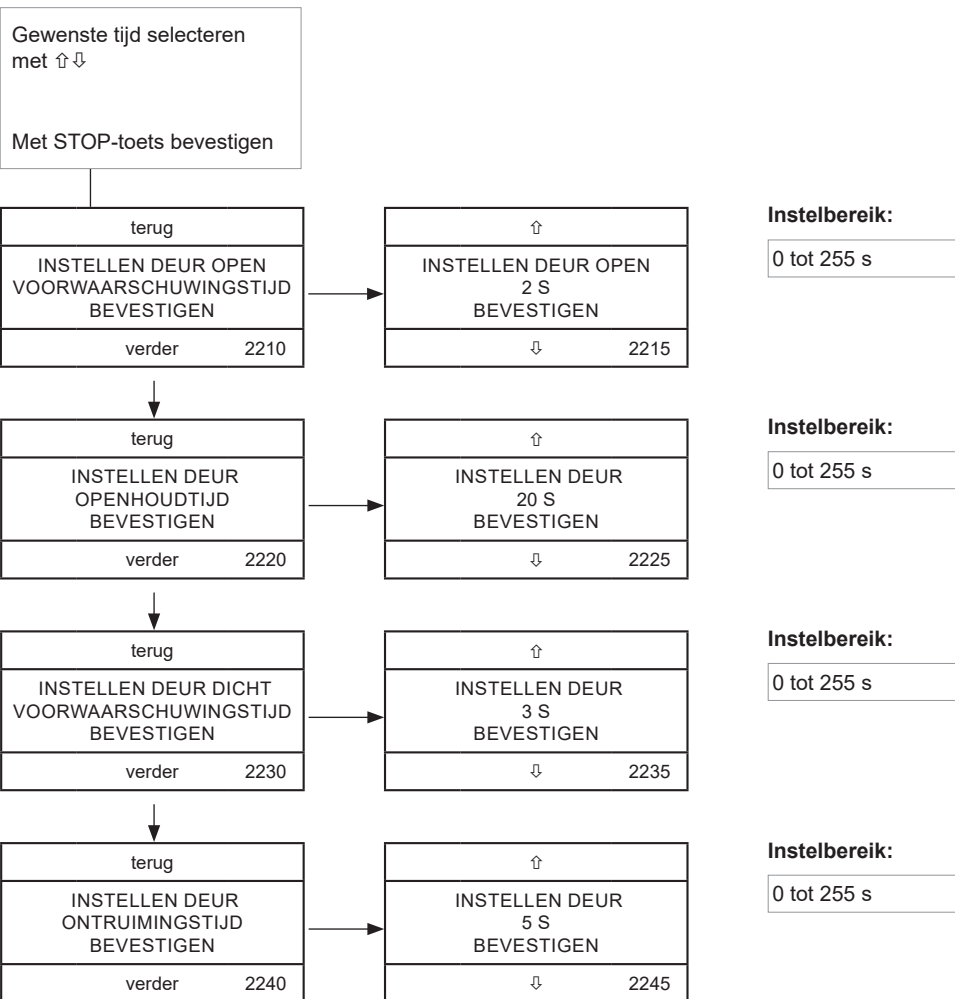 Gewenste tijd selecteren
met ⇧⇩
Met STOP-toets bevestigen
terug
INSTELLEN DEUR OPEN
VOORWAARSCHUWINGSTIJD
BEVESTIGEN
verder 2210
⇧
INSTELLEN DEUR OPEN
2 S
BEVESTIGEN
⇩ 2215
Instelbereik:
0 tot 255 s
terug
INSTELLEN DEUR
OPENHOUDTIJD
BEVESTIGEN
verder 2220
⇧
INSTELLEN DEUR
20 S
BEVESTIGEN
⇩ 2225
Instelbereik:
0 tot 255 s
terug
INSTELLEN DEUR DICHT
VOORWAARSCHUWINGSTIJD
BEVESTIGEN
verder 2230
⇧
INSTELLEN DEUR
3 S
BEVESTIGEN
⇩ 2235
Instelbereik:
0 tot 255 s
terug
INSTELLEN DEUR
ONTRUIMINGSTIJD
BEVESTIGEN
verder 2240
⇧
INSTELLEN DEUR
5 S
BEVESTIGEN
⇩ 2245
Instelbereik:
0 tot 255 s